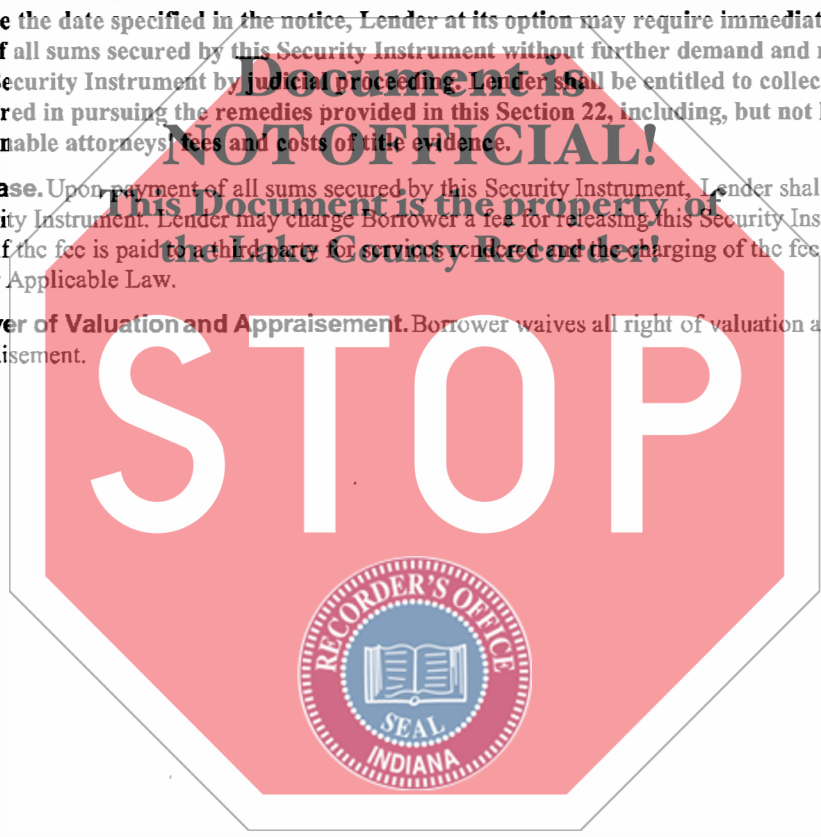 e the date specified in the notice, Lender at its option may require immediat
f all sums secured by this Security Instrument without further demand and
Security Instrument by judicial proceeding. Lender shall be entitled to collec
red in pursuing the remedies provided in this Section 22, including, but not
nable attorneys' fees and costs of title evidence.
Document is
NOT OFFICIAL!
This Document is the property of
the Lake County Recorder!
ase. Upon payment of all sums secured by this Security Instrument, Lender shal
ity Instrument. Lender may charge Borrower a fee for releasing this Security Ins
f the fee is paid to a third party for services rendered and the charging of the fee
Applicable Law.
er of Valuation and Appraisement. Borrower waives all right of valuation a
isement.
STOP
RECORDER'S OFFICE
SEAL
INDIANA